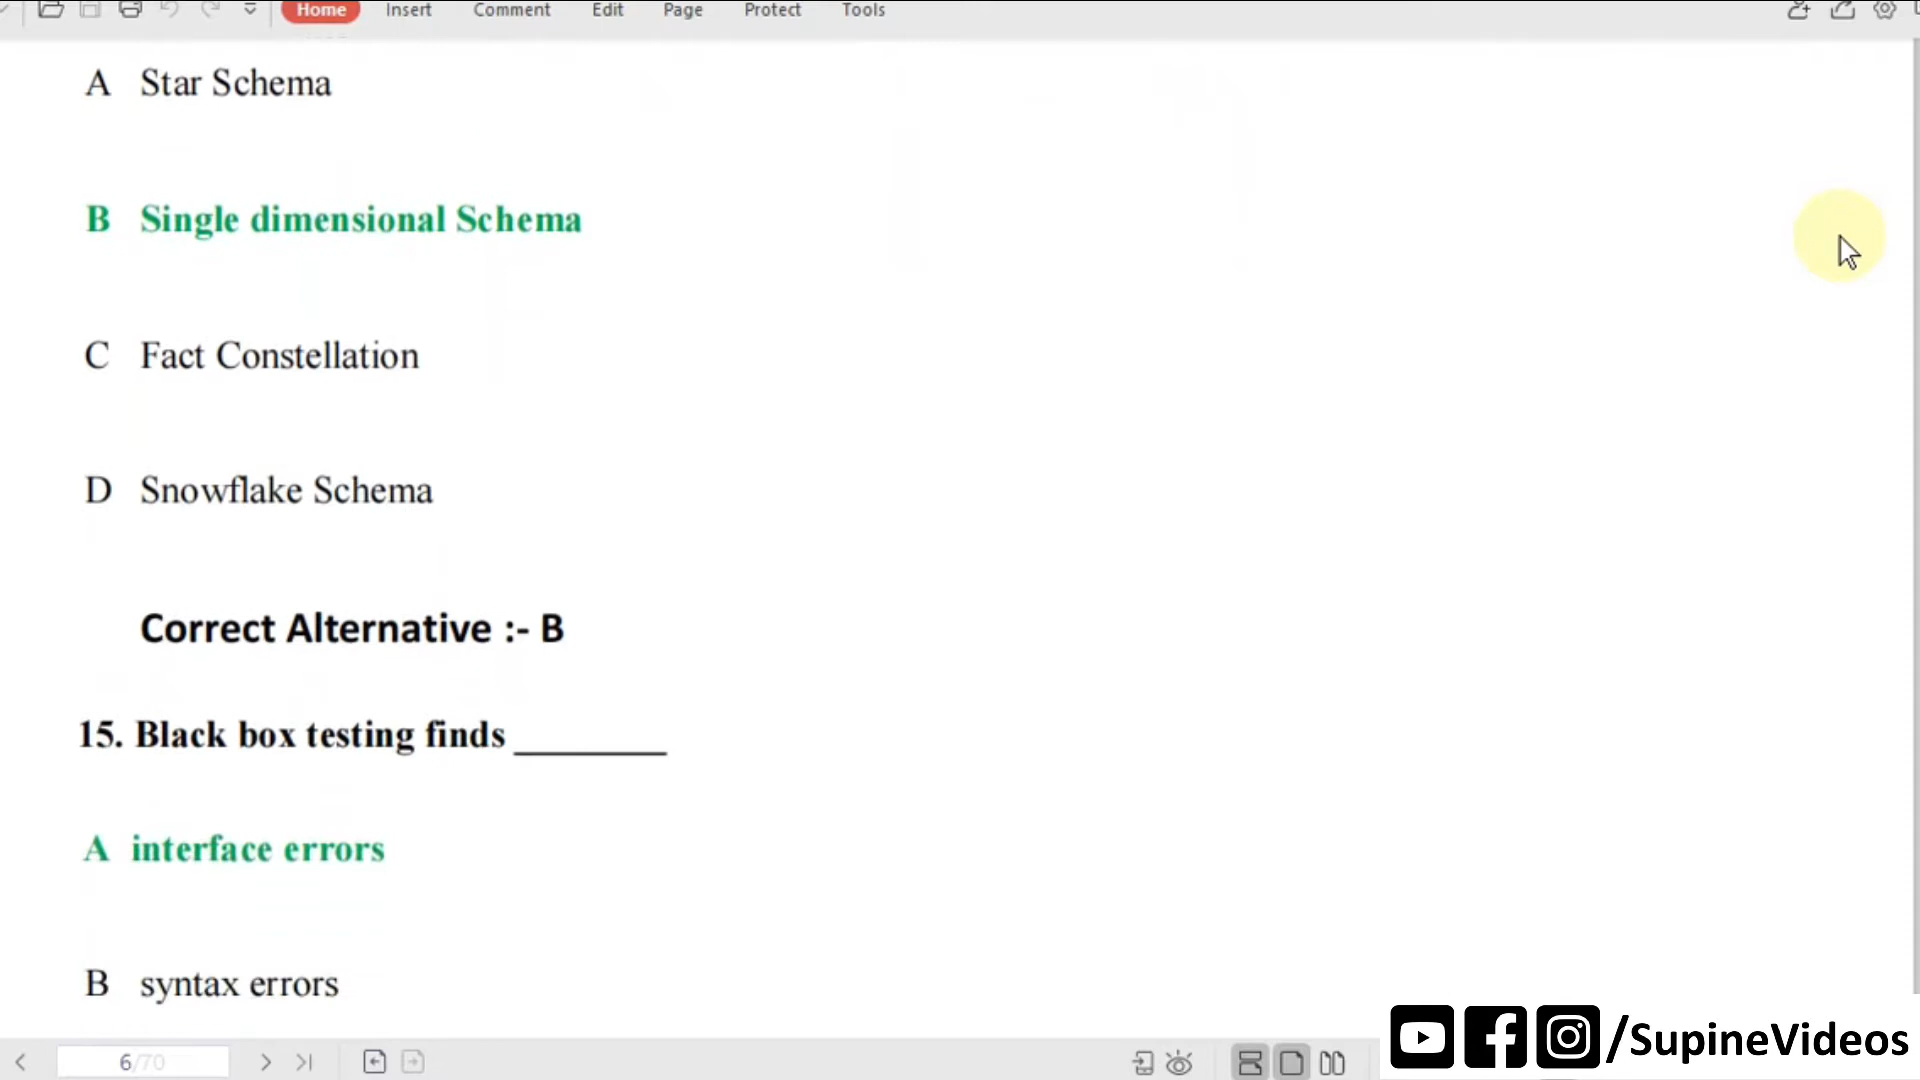 Home Insert Comment Edit Page Protect Tools
A Star Schema
B Single dimensional Schema
C Fact Constellation
D Snowflake Schema
Correct Alternative :- B
15. Black box testing finds ________
A interface errors
B syntax errors
6/70
/SupineVideos